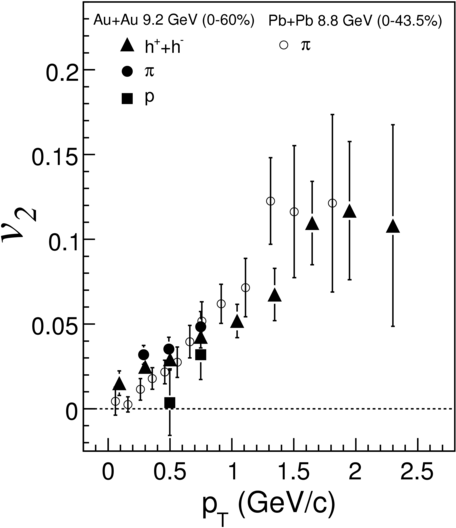 Au+Au 9.2 GeV (0-60%) Pb+Pb 8.8 GeV (0-43.5%)
h⁺+h⁻ π
π
p
0.2
0.15
0.1
0.05
0
v₂
0 0.5 1 1.5 2 2.5
p_T (GeV/c)